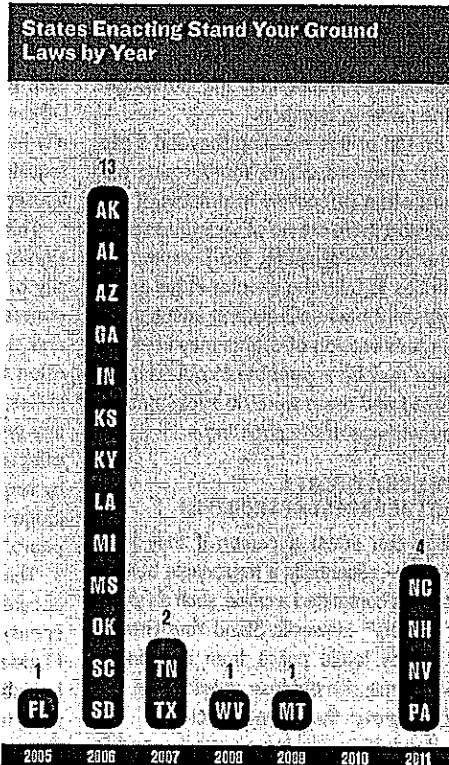 States Enacting Stand Your Ground
Laws by Year
13
AK
AL
AZ
GA
IN
KS
KY
LA
MI
MS
OK
SC
SD
1
FL
2
TN
TX
1
WV
1
MT
4
NC
NH
NV
PA
2005 2006 2007 2008 2009 2010 2011